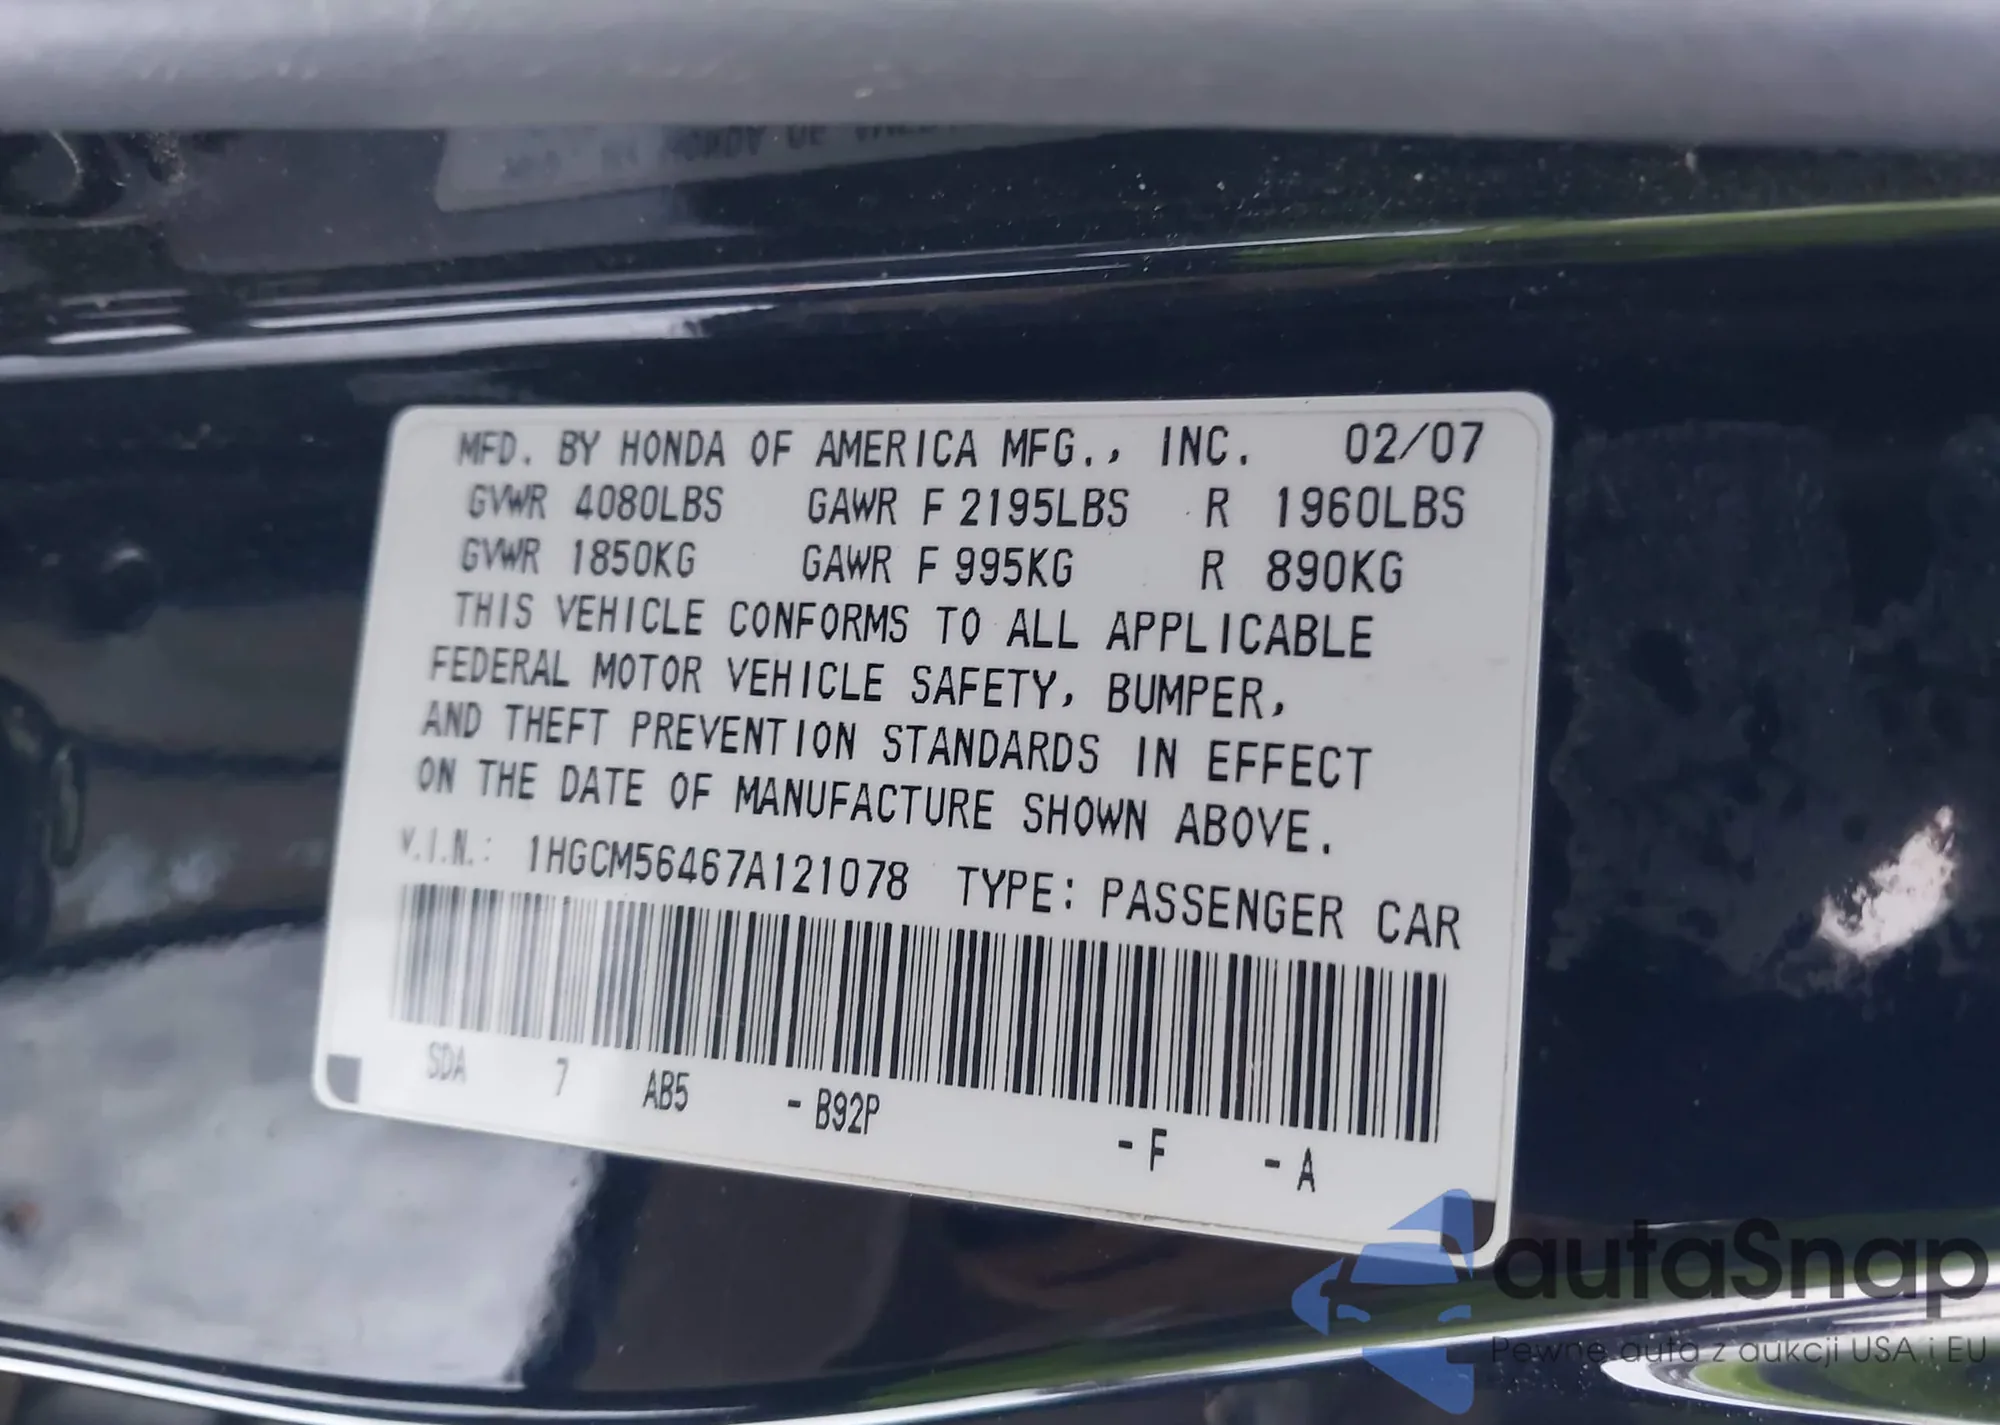 MFD. BY HONDA OF AMERICA MFG., INC. 02/07
GVWR 4080LBS GAWR F 2195LBS R 1960LBS
GVWR 1850KG GAWR F 995KG R 890KG
THIS VEHICLE CONFORMS TO ALL APPLICABLE
FEDERAL MOTOR VEHICLE SAFETY, BUMPER,
AND THEFT PREVENTION STANDARDS IN EFFECT
ON THE DATE OF MANUFACTURE SHOWN ABOVE.
V.I.N.: 1HGCM56467A121078 TYPE: PASSENGER CAR
SDA 7 AB5 - B92P - F - A
autaSnap
Pewne auta z aukcji USA i EU